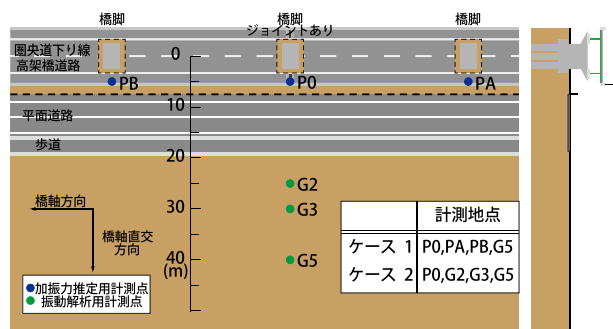 橋脚 橋脚 橋脚
ジョイントあり
圏央道下り線
高架橋道路
0
PB P0 PA
10
平面道路
歩道
20
G2
30
G3
橋軸方向
橋軸直交
方向
40
(m)
G5
計測地点
ケース 1 P0,PA,PB,G5
ケース 2 P0,G2,G3,G5
加振力推定用計測点
振動解析用計測点